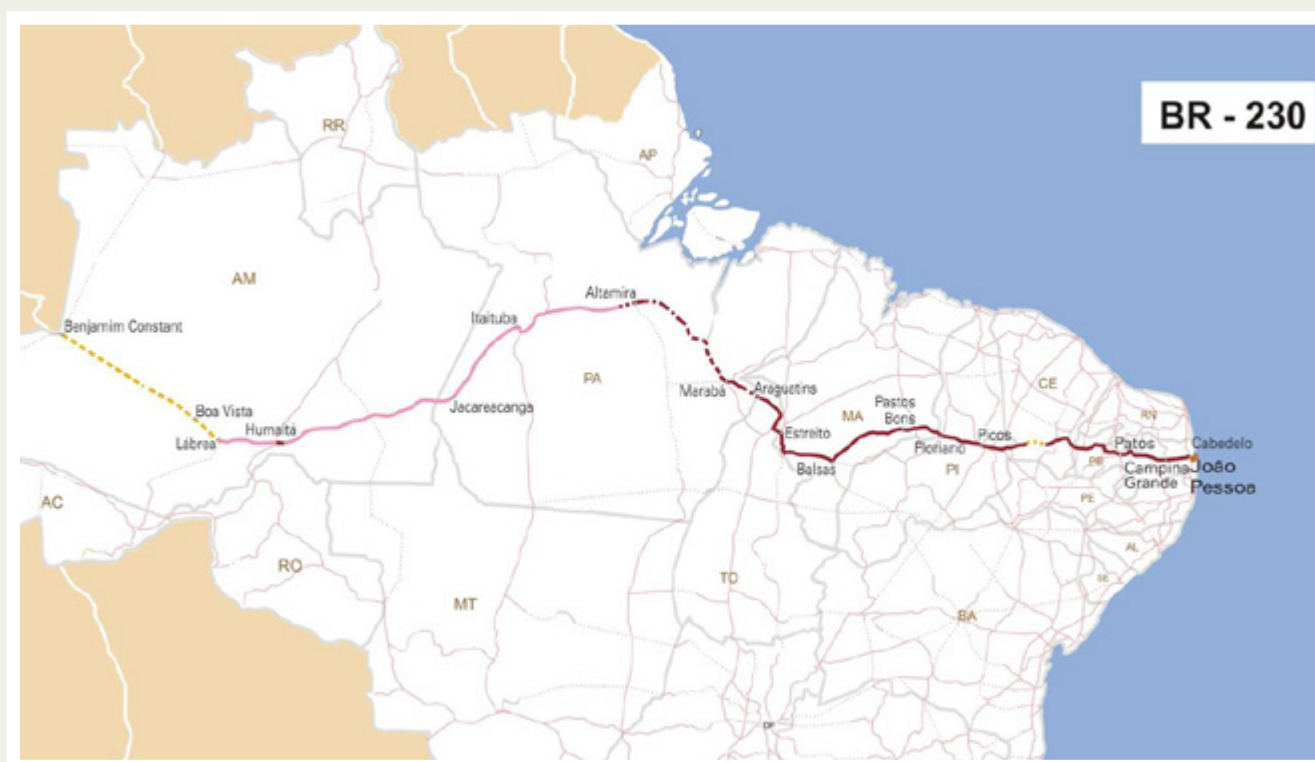 BR - 230
RR
AP
AM
Altamira
Itaituba
Benjamim Constant
PA
CE
Marabá
Araguatins
Jacareacanga
Boa Vista
MA
Pastos
Bons
RN
Humaitá
Lábrea
Estreito
Picos
Patos
Cabedelo
Floriano
Balsas
PI
PB
Campina
Grande
João
Pessoa
AC
PE
AL
SE
RO
TO
MT
BA
DF